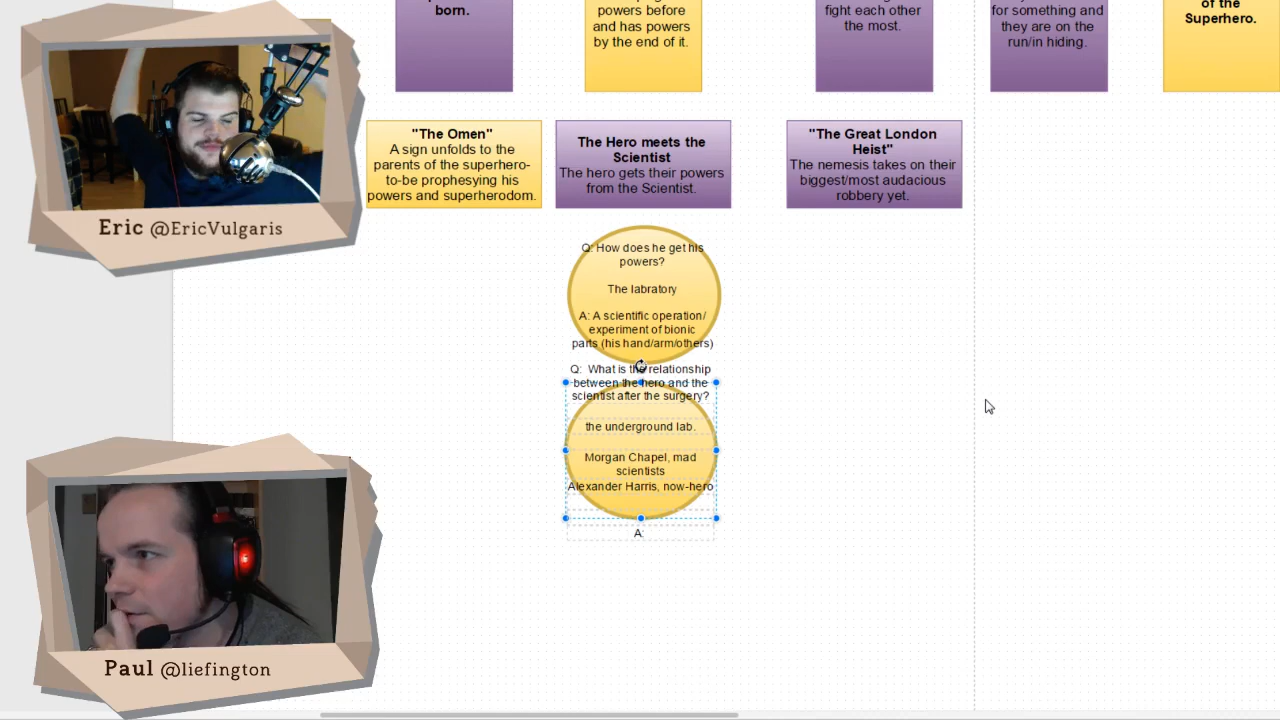 born.
powers before
and has powers
by the end of it.
fight each other
the most.
for something and
they are on the
run/in hiding.
of the
Superhero.
"The Omen"
A sign unfolds to the
parents of the superhero-
to-be prophesying his
powers and superherodom.
The Hero meets the
Scientist
The hero gets their powers
from the Scientist.
"The Great London
Heist"
The nemesis takes on their
biggest/most audacious
robbery yet.
Q: How does he get his
powers?
The labratory
A: A scientific operation/
experiment of bionic
parts (his hand/arm/others)
Q: What is the relationship
between the hero and the
scientist after the surgery?
the underground lab.
Morgan Chapel, mad
scientists
Alexander Harris, now-hero
A:
Eric @EricVulgaris
Paul @liefington